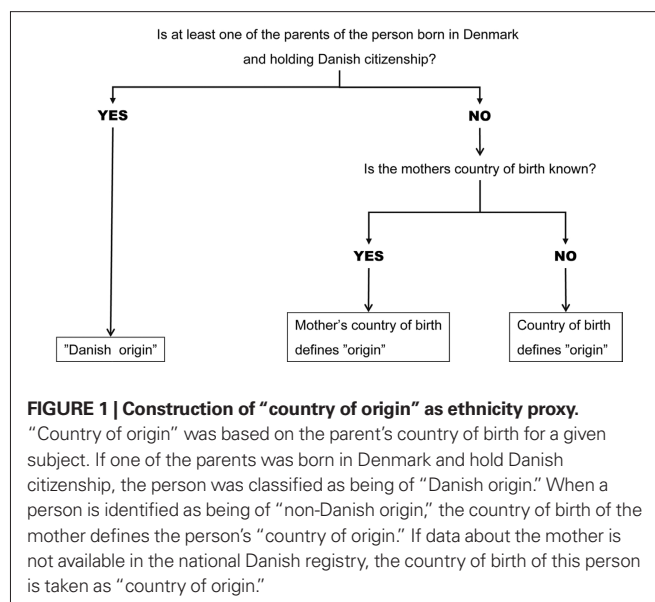 Is at least one of the parents of the person born in Denmark
and holding Danish citizenship?
YES
NO
Is the mothers country of birth known?
YES
NO
"Danish origin"
Mother's country of birth
defines "origin"
Country of birth
defines "origin"
FIGURE 1 | Construction of “country of origin” as ethnicity proxy.
“Country of origin” was based on the parent’s country of birth for a given
subject. If one of the parents was born in Denmark and hold Danish
citizenship, the person was classified as being of “Danish origin.” When a
person is identified as being of “non-Danish origin,” the country of birth of the
mother defines the person’s “country of origin.” If data about the mother is
not available in the national Danish registry, the country of birth of this person
is taken as “country of origin.”